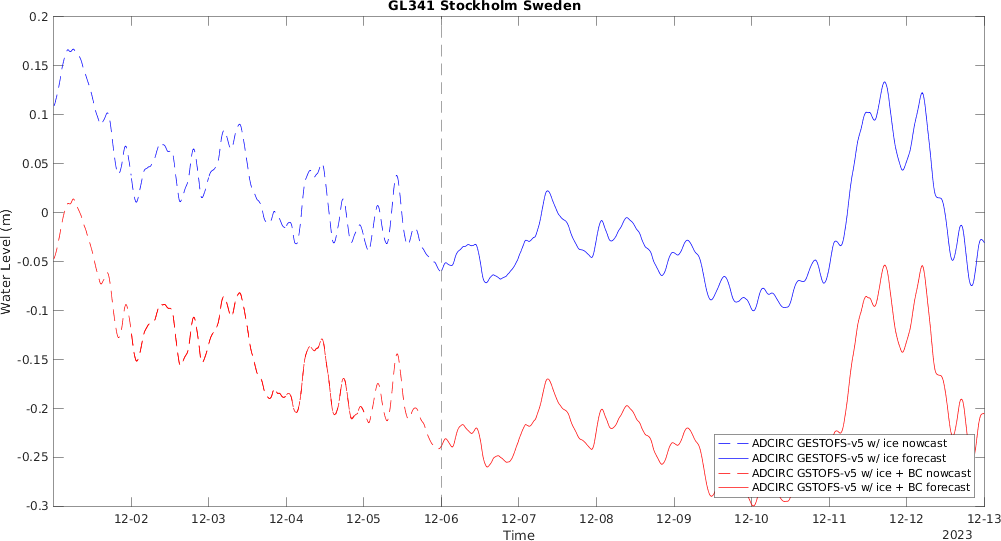 GL341 Stockholm Sweden
0.2
0.15
0.1
0.05
0
-0.05
-0.1
-0.15
-0.2
-0.25
-0.3
Water Level (m)
ADCIRC GESTOFS-v5 w/ ice nowcast
ADCIRC GESTOFS-v5 w/ ice forecast
ADCIRC GSTOFS-v5 w/ ice + BC nowcast
ADCIRC GSTOFS-v5 w/ ice + BC forecast
12-02 12-03 12-04 12-05 12-06 12-07 12-08 12-09 12-10 12-11 12-12 12-13
Time
2023